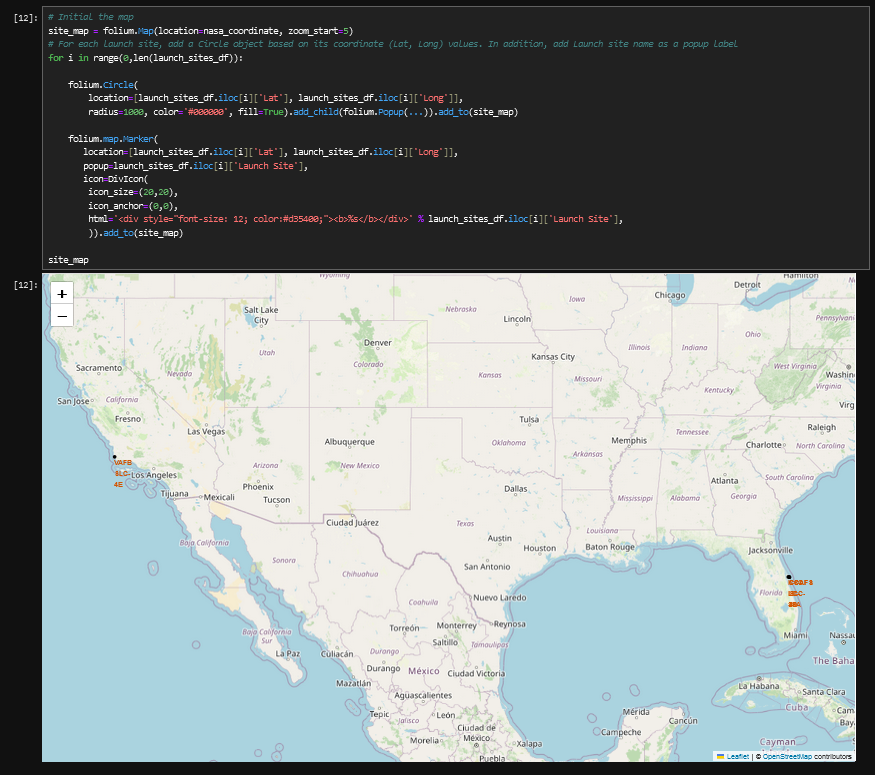 [12]:
# Initial the map
site_map = folium.Map(location=nasa_coordinate, zoom_start=5)
# For each launch site, add a Circle object based on its coordinate (Lat, Long) values. In addition, add Launch site name as a popup label
for i in range(0,len(launch_sites_df)):
folium.Circle(
location=[launch_sites_df.iloc[i]['Lat'], launch_sites_df.iloc[i]['Long']],
radius=1000, color='#000000', fill=True).add_child(folium.Popup(...)).add_to(site_map)
folium.map.Marker(
location=[launch_sites_df.iloc[i]['Lat'], launch_sites_df.iloc[i]['Long']],
popup=launch_sites_df.iloc[i]['Launch Site'],
icon=DivIcon(
icon_size=(20,20),
icon_anchor=(0,0),
html='<div style="font-size: 12; color:#d35400;"><b>%s</b></div>' % launch_sites_df.iloc[i]['Launch Site'],
)).add_to(site_map)
site_map
[12]:
+
−
Wyoming
Hamilton
Detroit
Chicago
Iowa
Nebraska
Salt Lake
City
Lincoln
Pennsylvani
Ohio
Denver
Illinois
Indiana
Utah
Kansas City
Colorado
West Virginia
Sacramento
Nevada
Kansas
Missouri
Washin
Virginia
Kentucky
San Jose
California
Virg
Fresno
Tulsa
Raleigh
Las Vegas
Tennessee
Albuquerque
Memphis
Charlotte
North Carolina
Oklahoma
Arkansas
VAFB
SLC-
4E
Los Angeles
Arizona
New Mexico
South Carolina
Phoenix
Atlanta
Tijuana
Mexicali
Dallas
Mississippi
Alabama
Georgia
Tucson
Ciudad Juárez
Texas
Louisiana
Austin
Baja California
Houston
Baton Rouge
Jacksonville
Sonora
San Antonio
Chihuahua
Florida
Nuevo Laredo
Coahuila
Reynosa
Torreón
Monterrey
Baja California
Sur
Miami
Nassau
Saltillo
Tamaulipas
La Paz
Culiacán
Durango
The Baha
Durango
México
Ciudad Victoria
Mazatlán
La Habana
Santa Clara
Aguascalientes
Cuba
Tepic
León
Mérida
Cam
Jalisco
Cancún
Bay
Ciudad de
México
Campeche
Morelia
Xalapa
Cayman
Puebla
Leaflet | © OpenStreetMap contributors